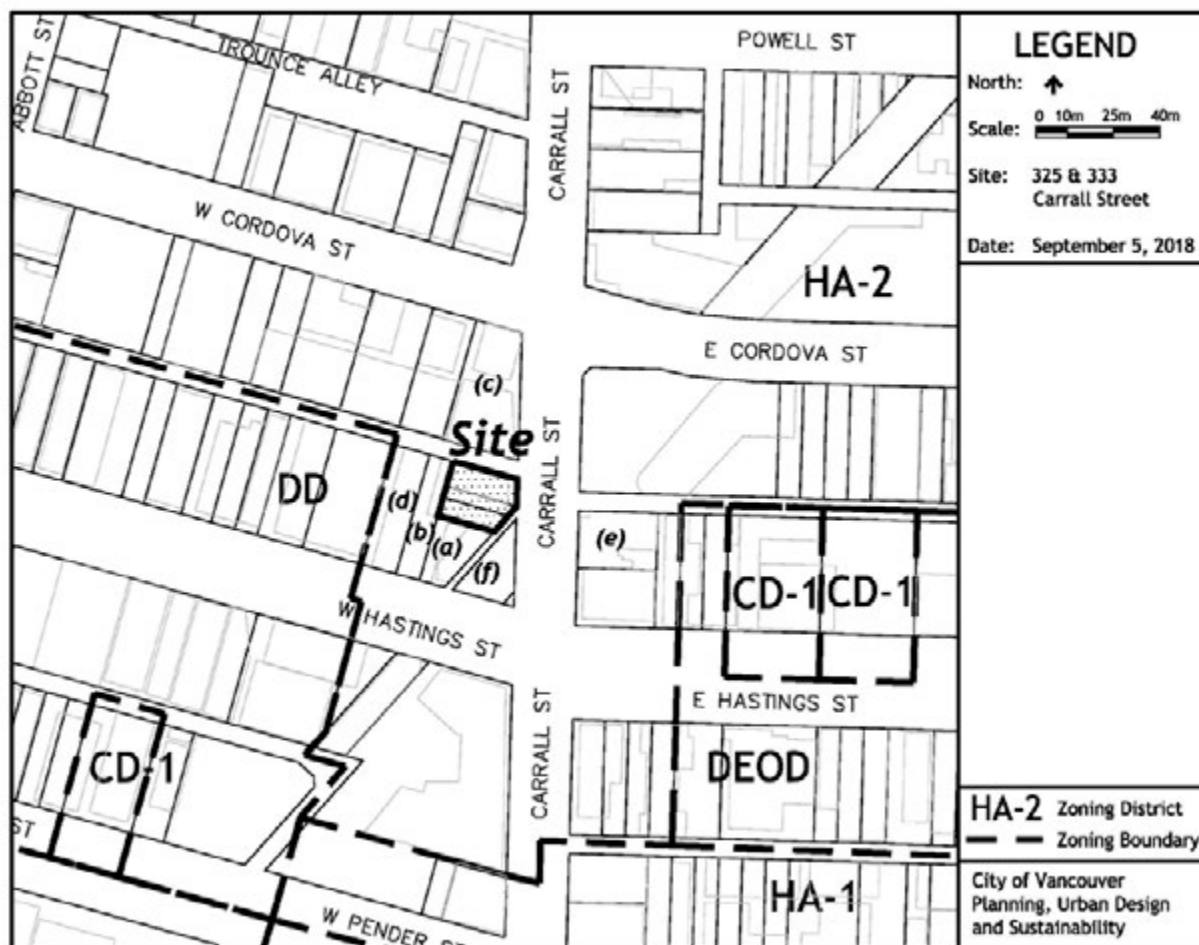 POWELL ST
ABBOTT ST
TROUNCE ALLEY
CARRALL ST
W CORDOVA ST
HA-2
E CORDOVA ST
(c)
Site
CARRALL ST
DD
(d)
(b)
(a)
(e)
(f)
CD-1
CD-1
W HASTINGS ST
E HASTINGS ST
CARRALL ST
CD-1
DEOD
ST
HA-1
W PENDER ST
LEGEND
North:
Scale: 0 10m 25m 40m
Site: 325 & 333
Carrall Street
Date: September 5, 2018
HA-2 Zoning District
Zoning Boundary
City of Vancouver
Planning, Urban Design
and Sustainability